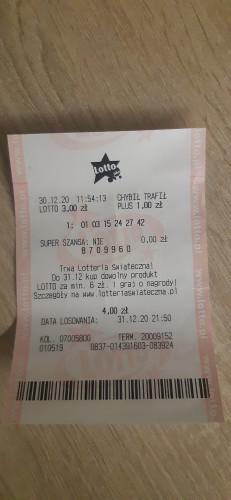 Lotto
30.12.20 11:54:13 CHYBIŁ TRAFIŁ
LOTTO 3.00 zł PLUS 1.00 zł
1: 01 03 15 24 27 42
SUPER SZANSA: NIE 0.00 zł
8709960
Trwa Loteria Świąteczna!
Do 31.12 kup dowolny produkt
LOTTO za min. 6 zł. i graj o nagrody!
Szczegóły na www.loteriaswiateczna.pl
4.00 zł
DATA LOSOWANIA: 31.12.20 21:50
KOL. 07005800 TERM. 20009152
010519 0837-014391603-083924